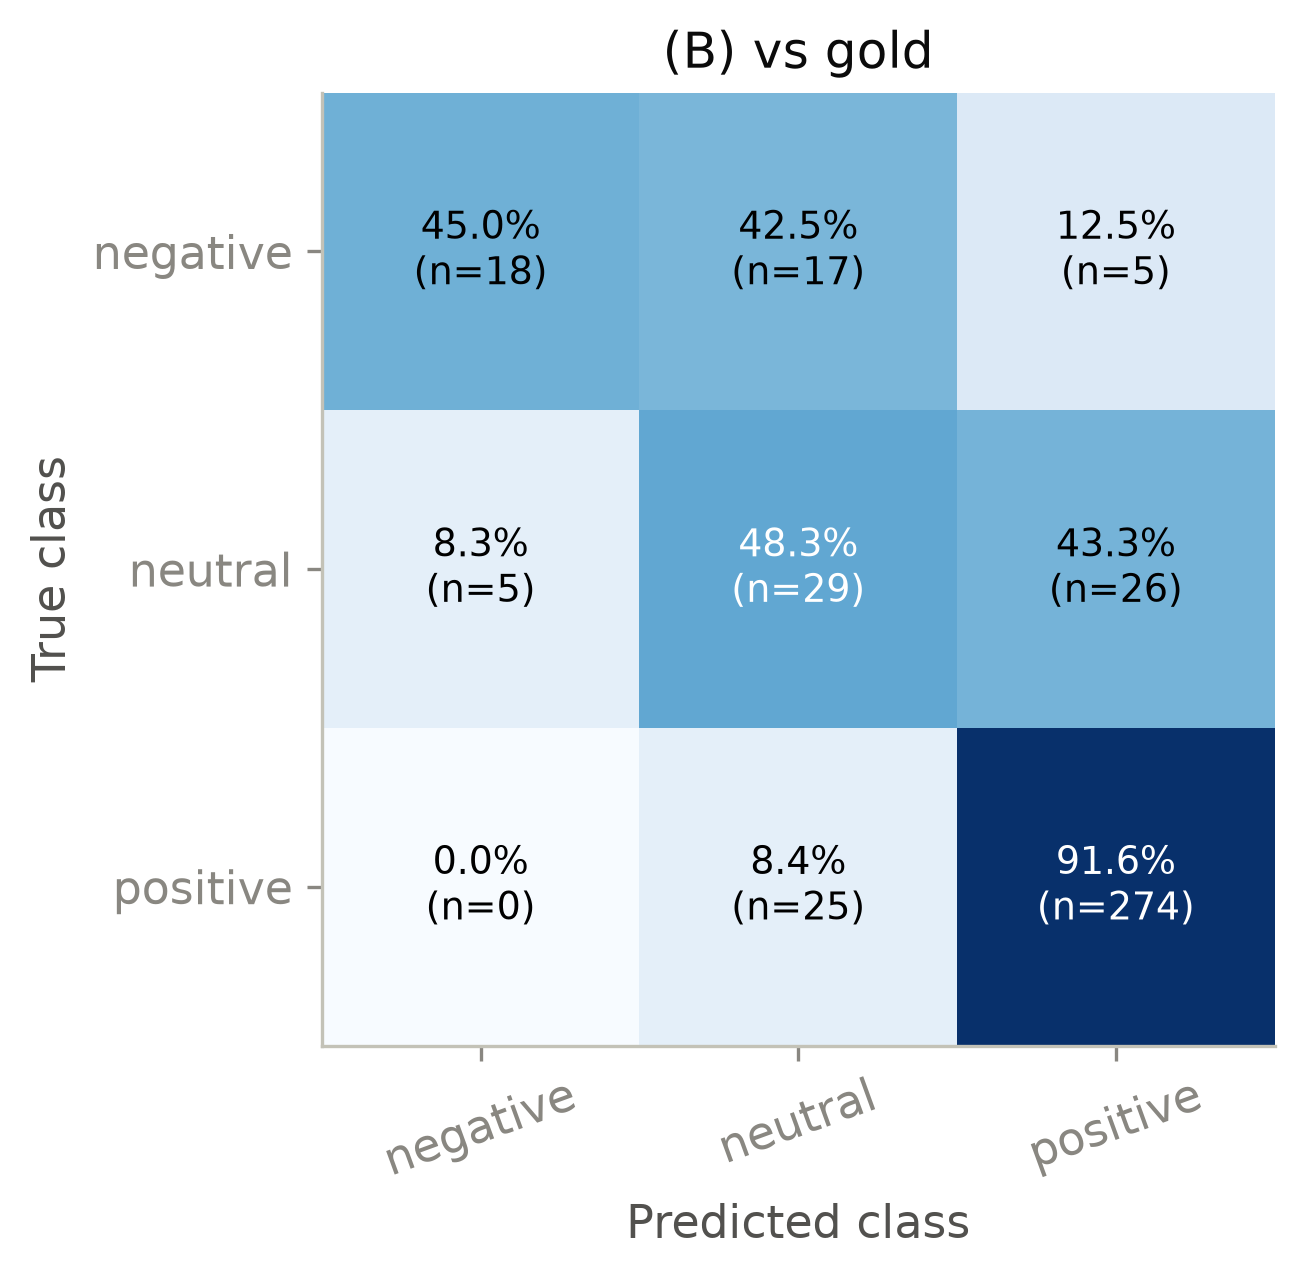 (B) vs gold
True class
negative
45.0%
(n=18)
42.5%
(n=17)
12.5%
(n=5)
neutral
8.3%
(n=5)
48.3%
(n=29)
43.3%
(n=26)
positive
0.0%
(n=0)
8.4%
(n=25)
91.6%
(n=274)
negative
neutral
positive
Predicted class